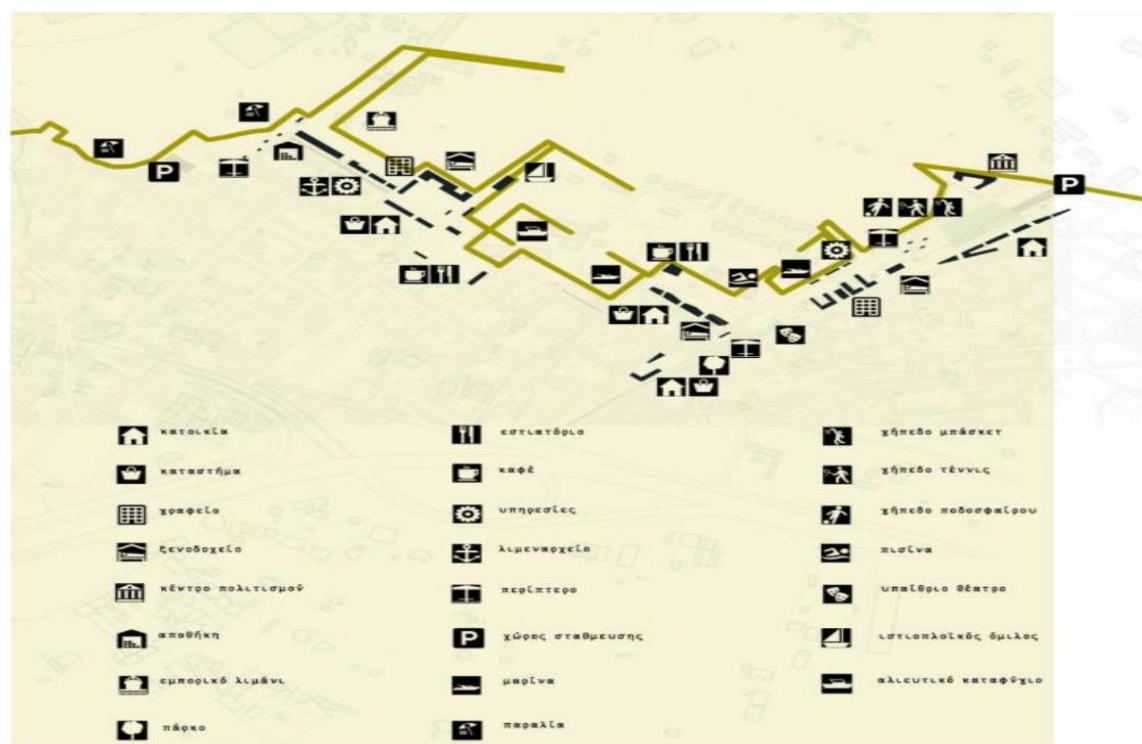 P
P
κατοικία
εστιατόριο
γήπεδο μπάσκετ
καταστήμα
καφέ
γήπεδο τέννις
γραφείο
υπηρεσίες
γήπεδο ποδοσφαίρου
ξενοδοχείο
λιμεναρχείο
πισίνα
κέντρο πολιτισμού
περίπτερο
υπαίθριο θέατρο
αποθήκη
P χώρος σταθμευσης
ιστιοπλοϊκός όμιλος
εμπορικό λιμάνι
μαρίνα
αλιευτικό καταφύγιο
πάρκο
παραλία